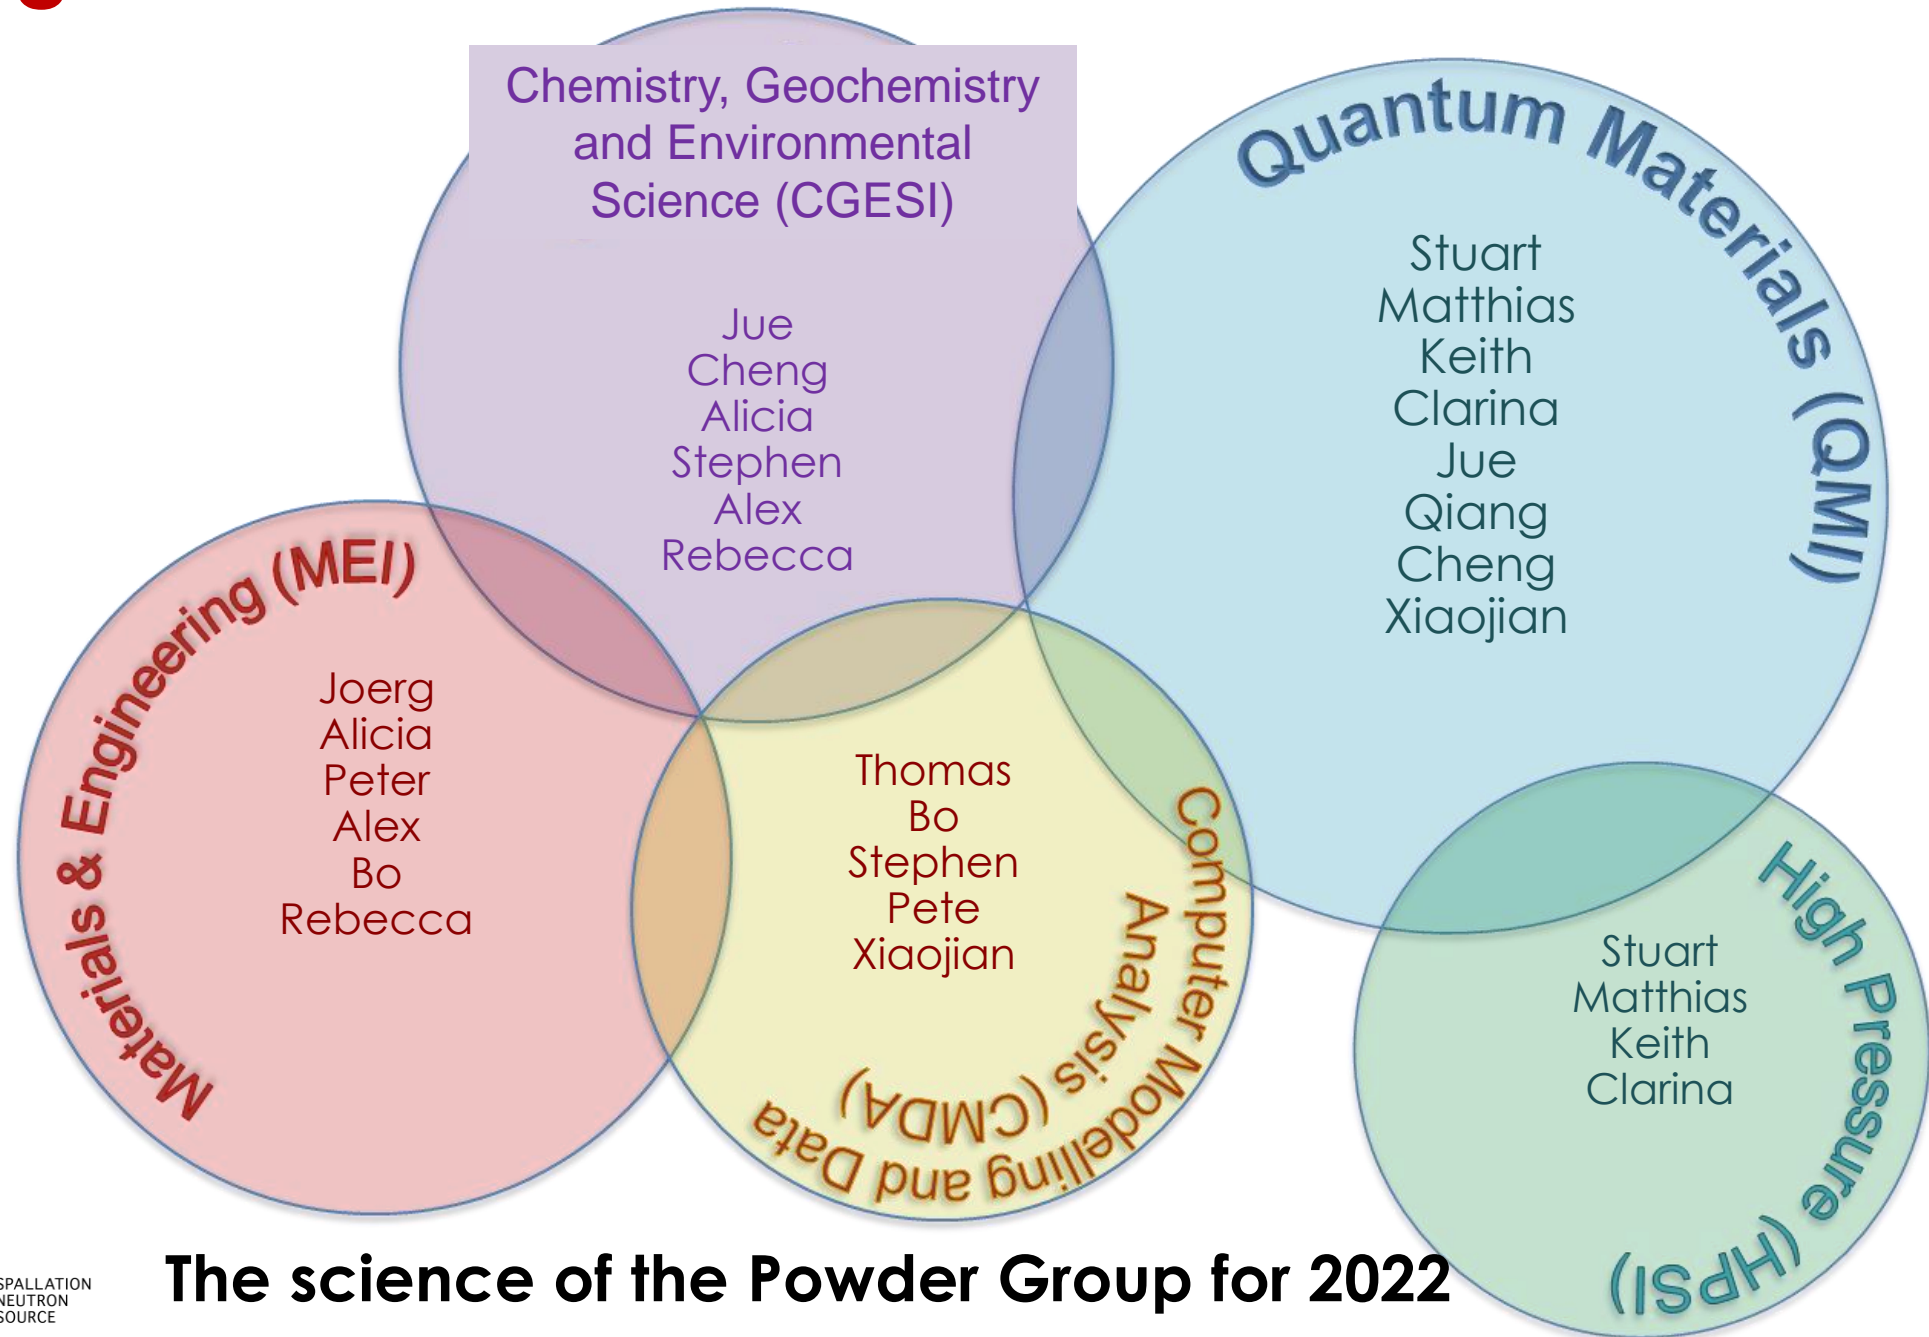 Chemistry, Geochemistry
and Environmental
Science (CGESI)
Jue
Cheng
Alicia
Stephen
Alex
Rebecca
Quantum Materials (QMI)
Stuart
Matthias
Keith
Clarina
Jue
Qiang
Cheng
Xiaojian
Materials & Engineering (MEI)
Joerg
Alicia
Peter
Alex
Bo
Rebecca
Thomas
Bo
Stephen
Pete
Xiaojian
Computer Modelling and Data
Analysis (CMDA)
High Pressure (HPSI)
Stuart
Matthias
Keith
Clarina
The science of the Powder Group for 2022
SPALLATION
NEUTRON
SOURCE